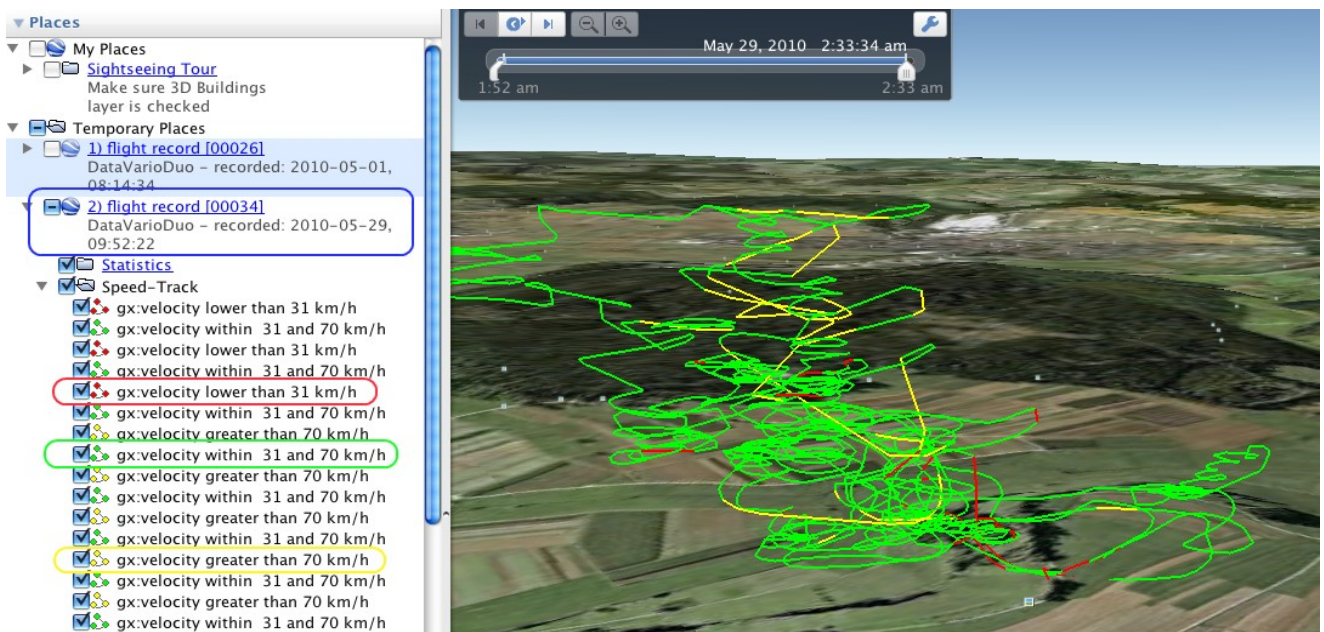 Places
My Places
Sightseeing Tour
Make sure 3D Buildings
layer is checked
Temporary Places
1) flight record [00026]
DataVarioDuo – recorded: 2010-05-01,
08:14:34
2) flight record [00034]
DataVarioDuo – recorded: 2010-05-29,
09:52:22
Statistics
Speed-Track
gx:velocity lower than 31 km/h
gx:velocity within 31 and 70 km/h
gx:velocity lower than 31 km/h
gx:velocity within 31 and 70 km/h
gx:velocity lower than 31 km/h
gx:velocity within 31 and 70 km/h
gx:velocity greater than 70 km/h
gx:velocity within 31 and 70 km/h
gx:velocity greater than 70 km/h
gx:velocity within 31 and 70 km/h
gx:velocity greater than 70 km/h
gx:velocity within 31 and 70 km/h
gx:velocity greater than 70 km/h
gx:velocity within 31 and 70 km/h
gx:velocity greater than 70 km/h
gx:velocity within 31 and 70 km/h
May 29, 2010 2:33:34 am
1:52 am 2:33 am